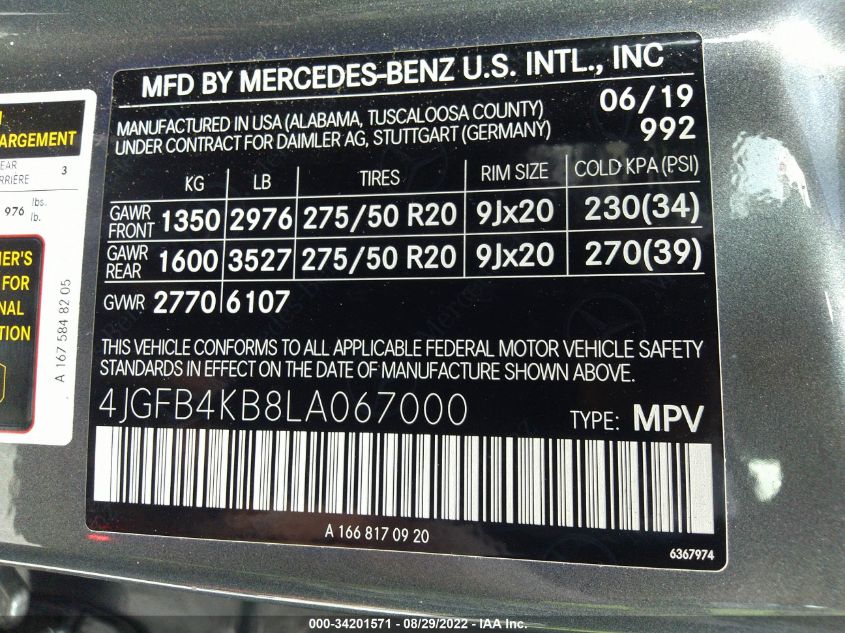 MFD BY MERCEDES-BENZ U.S. INTL., INC
06/19
MANUFACTURED IN USA (ALABAMA, TUSCALOOSA COUNTY)
UNDER CONTRACT FOR DAIMLER AG, STUTTGART (GERMANY)
992
KG LB TIRES RIM SIZE COLD KPA (PSI)
GAWR FRONT 1350 2976 275/50 R20 9Jx20 230(34)
GAWR REAR 1600 3527 275/50 R20 9Jx20 270(39)
GVWR 2770 6107
THIS VEHICLE CONFORMS TO ALL APPLICABLE FEDERAL MOTOR VEHICLE SAFETY
STANDARDS IN EFFECT ON THE DATE OF MANUFACTURE SHOWN ABOVE.
4JGFB4KB8LA067000 TYPE: MPV
A 166 817 09 20
6367974
ARGEMENT
3
976 lbs.
lb.
FOR
A 167 584 82 05
000-34201571 - 08/29/2022 - IAA Inc.